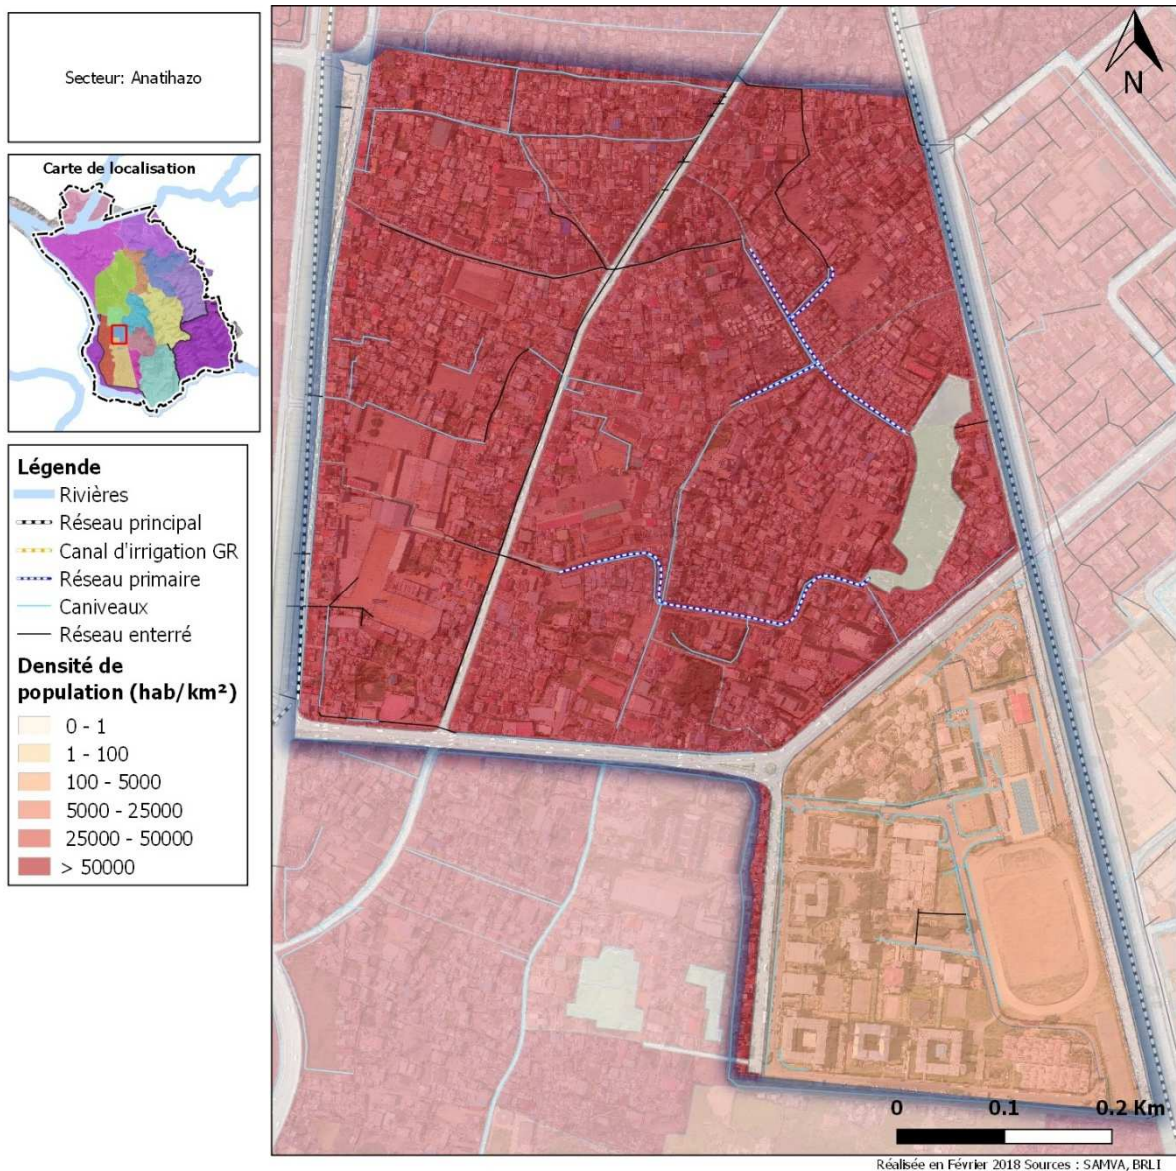 Secteur: Anatihazo
Carte de localisation
N
Légende
Rivières
Réseau principal
Canal d'irrigation GR
Réseau primaire
Caniveaux
Réseau enterré
Densité de
population (hab/km²)
0 - 1
1 - 100
100 - 5000
5000 - 25000
25000 - 50000
> 50000
0 0.1 0.2 Km
Réalisée en Février 2018 Sources : SAMVA, BRLI